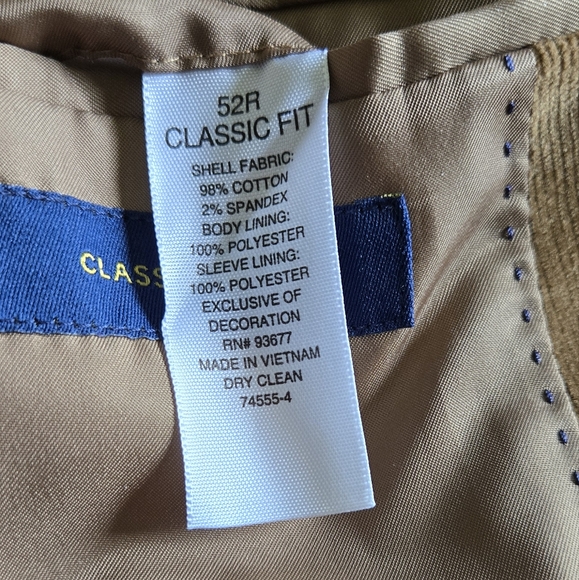 52R
CLASSIC FIT
SHELL FABRIC:
98% COTTON
2% SPANDEX
BODY LINING:
100% POLYESTER
SLEEVE LINING:
100% POLYESTER
EXCLUSIVE OF
DECORATION
RN# 93677
MADE IN VIETNAM
DRY CLEAN
74555-4
CLASS